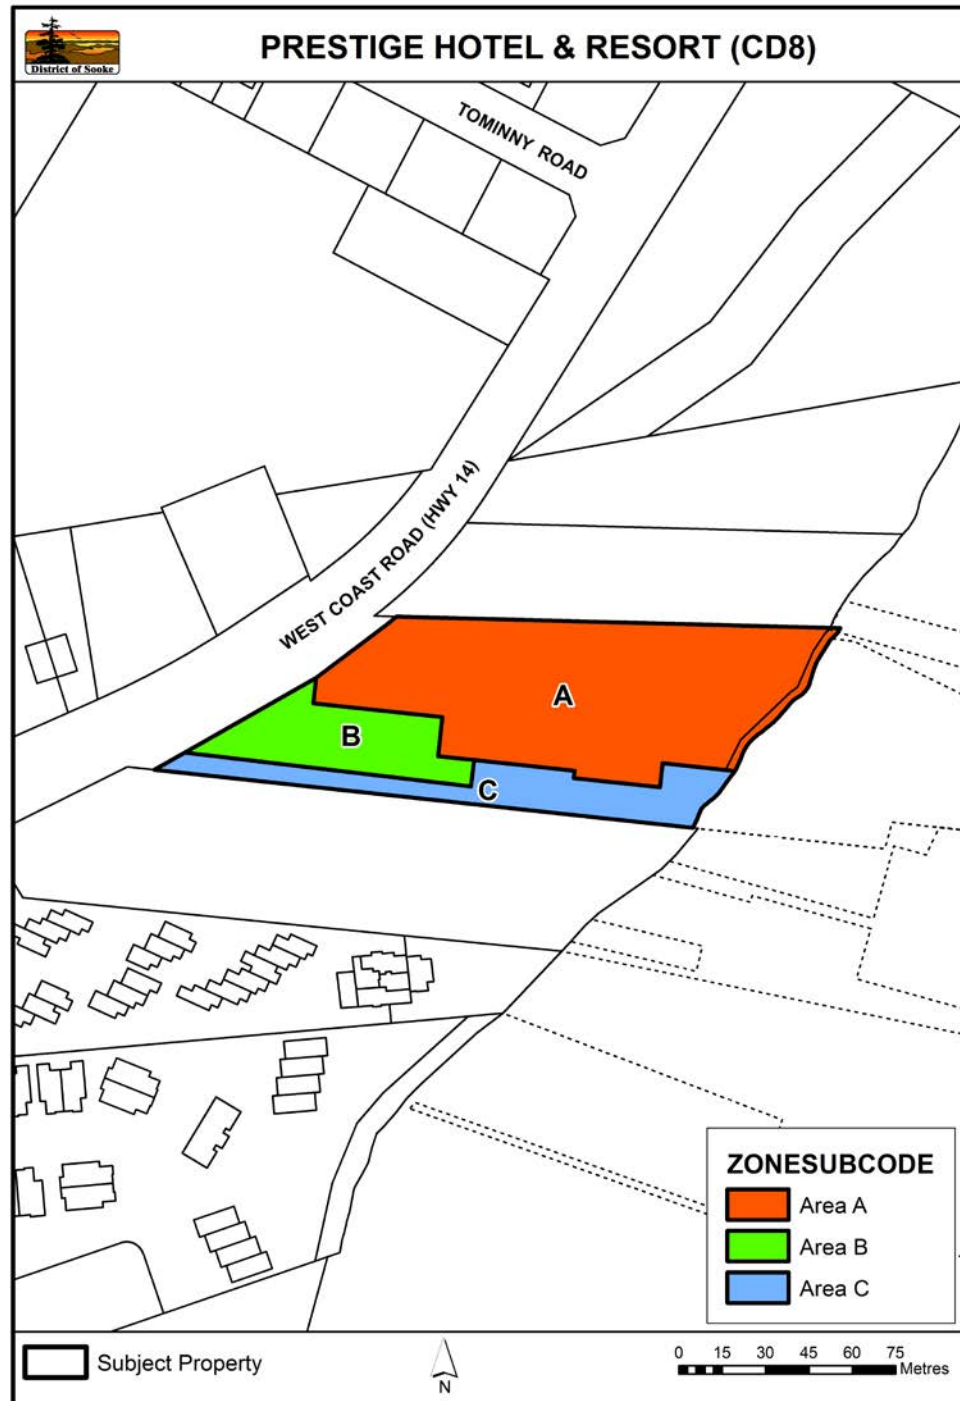 District of Sooke
PRESTIGE HOTEL & RESORT (CD8)
TOMINNY ROAD
WEST COAST ROAD (HWY 14)
A
B
C
ZONESUBCODE
Area A
Area B
Area C
Subject Property
N
0 15 30 45 60 75
Metres